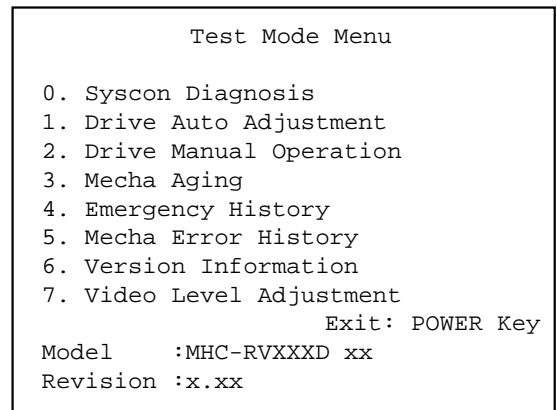 Test Mode Menu
0. Syscon Diagnosis
1. Drive Auto Adjustment
2. Drive Manual Operation
3. Mecha Aging
4. Emergency History
5. Mecha Error History
6. Version Information
7. Video Level Adjustment
Exit: POWER Key
Model :MHC-RVXXXD xx
Revision :x.xx